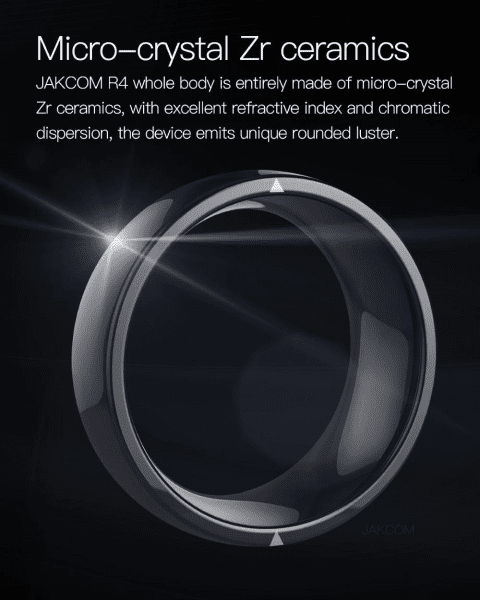 Micro–crystal Zr ceramics
JAKCOM R4 whole body is entirely made of micro–crystal
Zr ceramics, with excellent refractive index and chromatic
dispersion, the device emits unique rounded luster.
JAKCOM